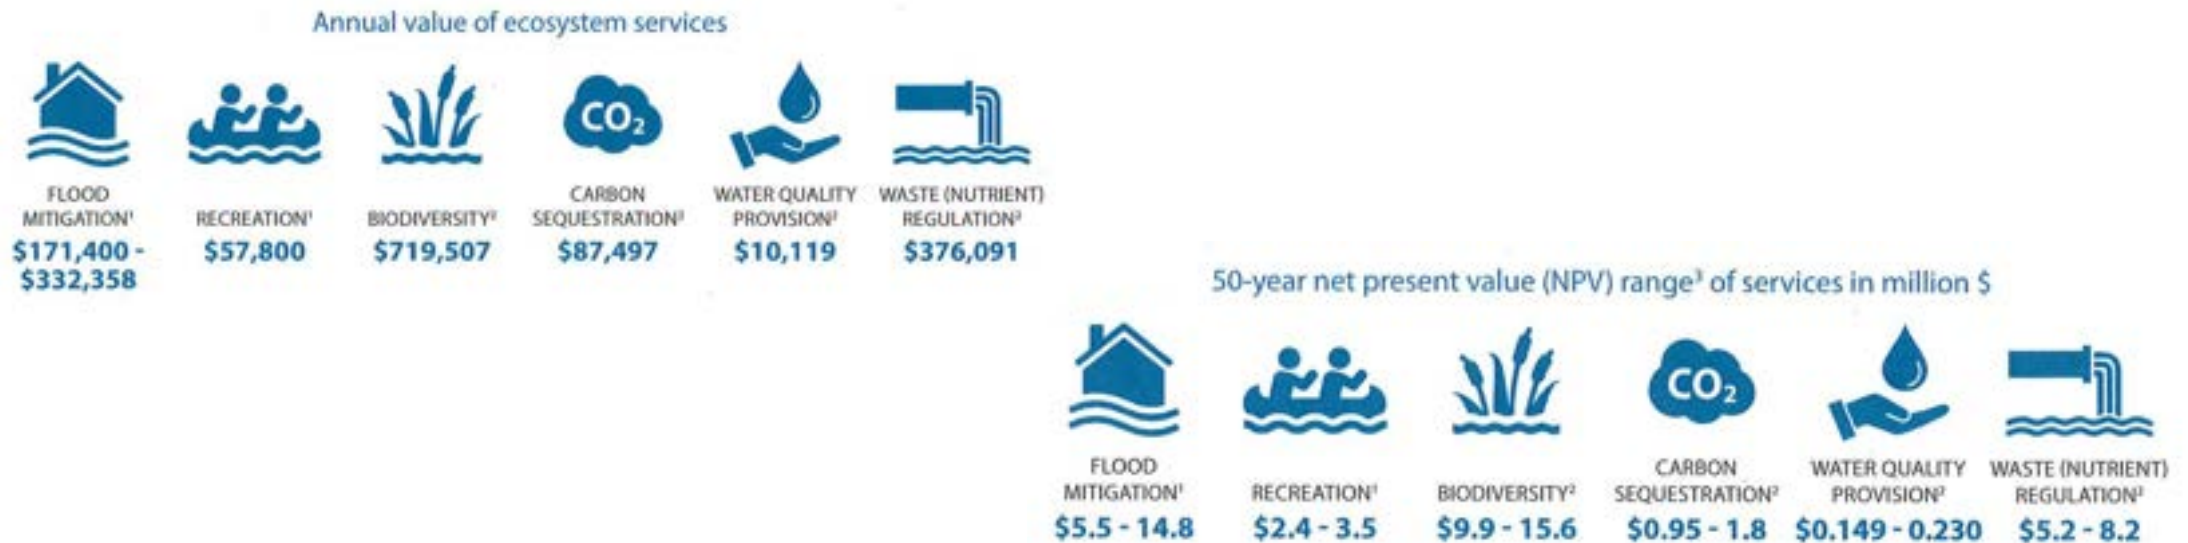 Annual value of ecosystem services
CO₂
FLOOD
MITIGATION¹
$171,400 -
$332,358
RECREATION¹
$57,800
BIODIVERSITY²
$719,507
CARBON
SEQUESTRATION²
$87,497
WATER QUALITY
PROVISION²
$10,119
WASTE (NUTRIENT)
REGULATION²
$376,091
50-year net present value (NPV) range³ of services in million $
CO₂
FLOOD
MITIGATION¹
$5.5 - 14.8
RECREATION¹
$2.4 - 3.5
BIODIVERSITY²
$9.9 - 15.6
CARBON
SEQUESTRATION²
$0.95 - 1.8
WATER QUALITY
PROVISION²
$0.149 - 0.230
WASTE (NUTRIENT)
REGULATION²
$5.2 - 8.2